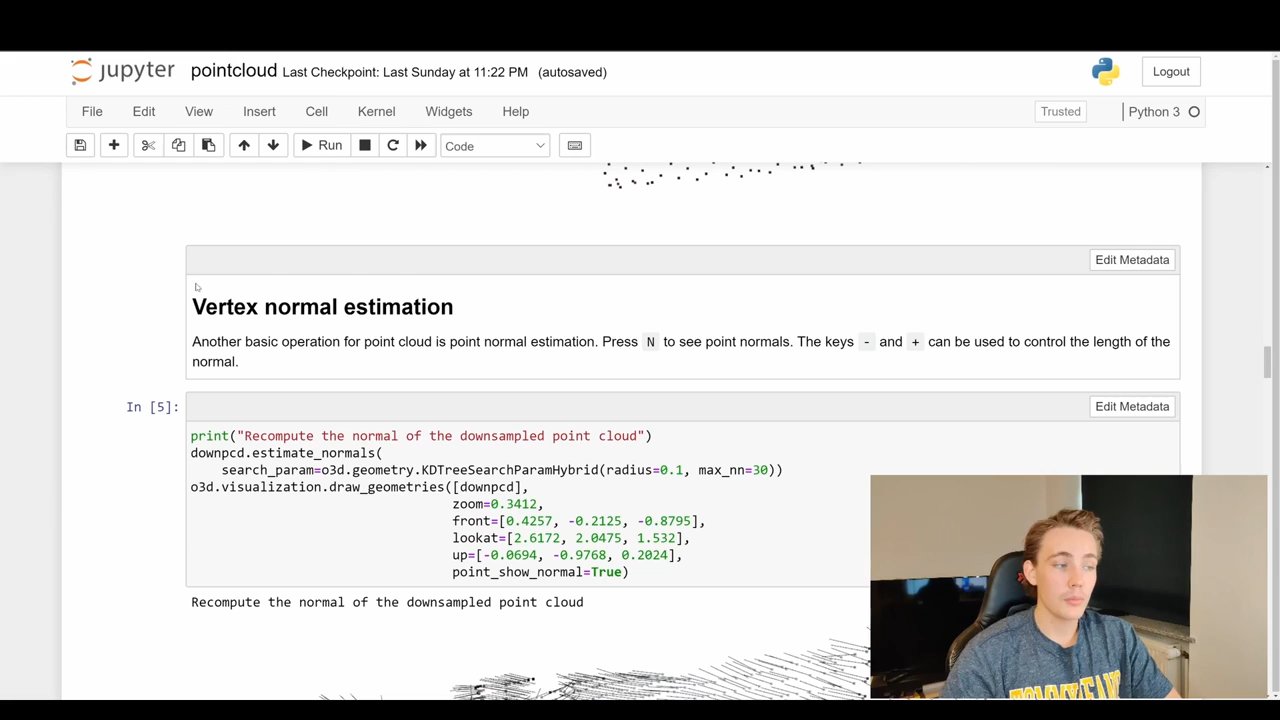 jupyter pointcloud Last Checkpoint: Last Sunday at 11:22 PM (autosaved) Logout
File Edit View Insert Cell Kernel Widgets Help Trusted Python 3
Run Code
Edit Metadata
Vertex normal estimation
Another basic operation for point cloud is point normal estimation. Press N to see point normals. The keys - and + can be used to control the length of the
normal.
In [5]: Edit Metadata
print("Recompute the normal of the downsampled point cloud")
downpcd.estimate_normals(
search_param=o3d.geometry.KDTreeSearchParamHybrid(radius=0.1, max_nn=30))
o3d.visualization.draw_geometries([downpcd],
zoom=0.3412,
front=[0.4257, -0.2125, -0.8795],
lookat=[2.6172, 2.0475, 1.532],
up=[-0.0694, -0.9768, 0.2024],
point_show_normal=True)
Recompute the normal of the downsampled point cloud